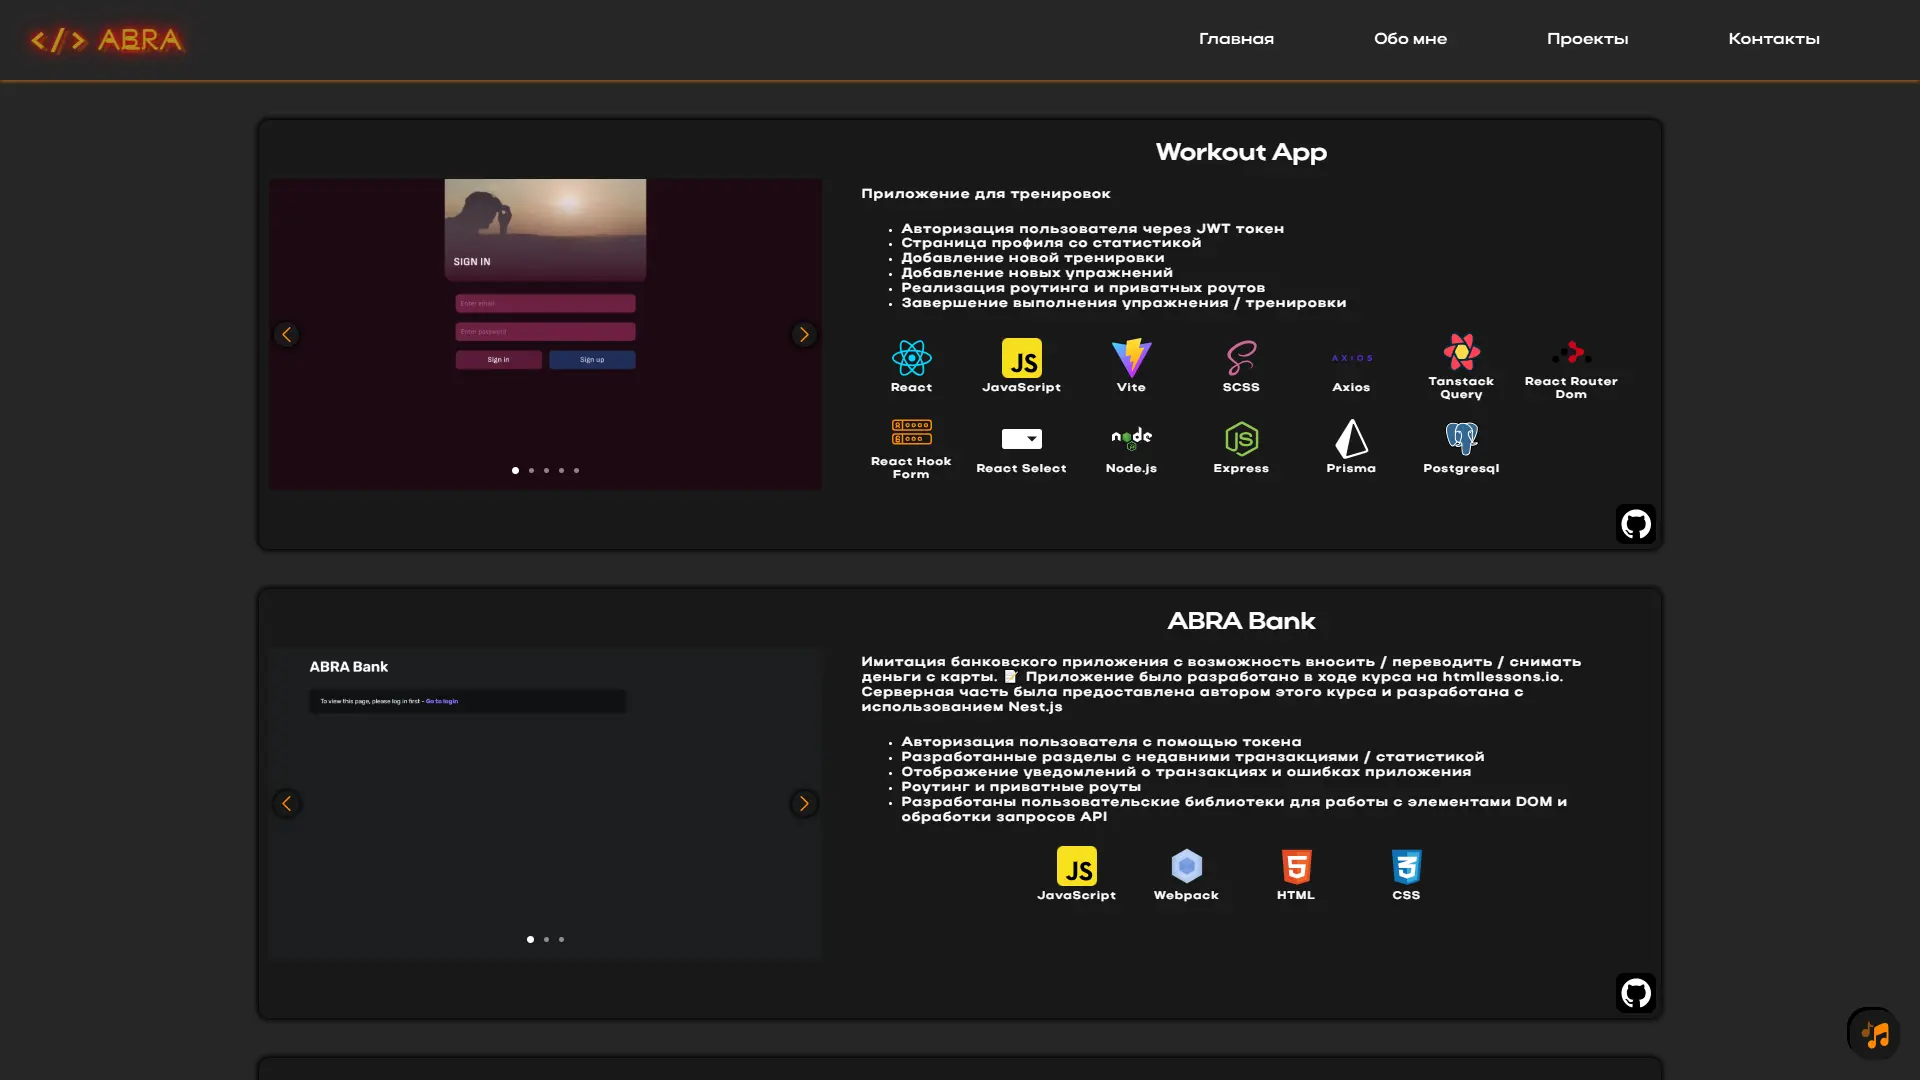 </> ABRA
Главная
Обо мне
Проекты
Контакты
Workout App
SIGN IN
Enter email
Enter password
Sign in
Sign up
Приложение для тренировок
Авторизация пользователя через JWT токен
Страница профиля со статистикой
Добавление новой тренировки
Добавление новых упражнений
Реализация роутинга и приватных роутов
Завершение выполнения упражнения / тренировки
React
JavaScript
Vite
SCSS
AXIOS
Axios
Tanstack
Query
React Router
Dom
React Hook
Form
React Select
Node.js
Express
Prisma
Postgresql
ABRA Bank
ABRA Bank
To view this page, please log in first - Go to login
Имитация банковского приложения с возможность вносить / переводить / снимать
деньги с карты. 📝 Приложение было разработано в ходе курса на htmllessons.io.
Серверная часть была предоставлена автором этого курса и разработана с
использованием Nest.js
Авторизация пользователя с помощью токена
Разработанные разделы с недавними транзакциями / статистикой
Отображение уведомлений о транзакциях и ошибках приложения
Роутинг и приватные роуты
Разработаны пользовательские библиотеки для работы с элементами DOM и
обработки запросов API
JavaScript
Webpack
HTML
CSS